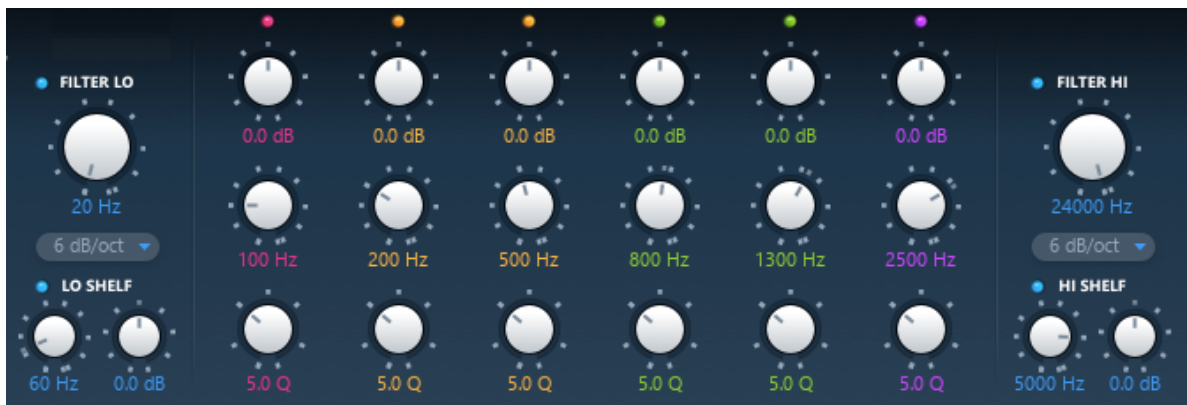 FILTER LO
20 Hz
6 dB/oct
LO SHELF
60 Hz 0.0 dB
0.0 dB 0.0 dB 0.0 dB 0.0 dB 0.0 dB 0.0 dB
100 Hz 200 Hz 500 Hz 800 Hz 1300 Hz 2500 Hz
5.0 Q 5.0 Q 5.0 Q 5.0 Q 5.0 Q 5.0 Q
FILTER HI
24000 Hz
6 dB/oct
HI SHELF
5000 Hz 0.0 dB